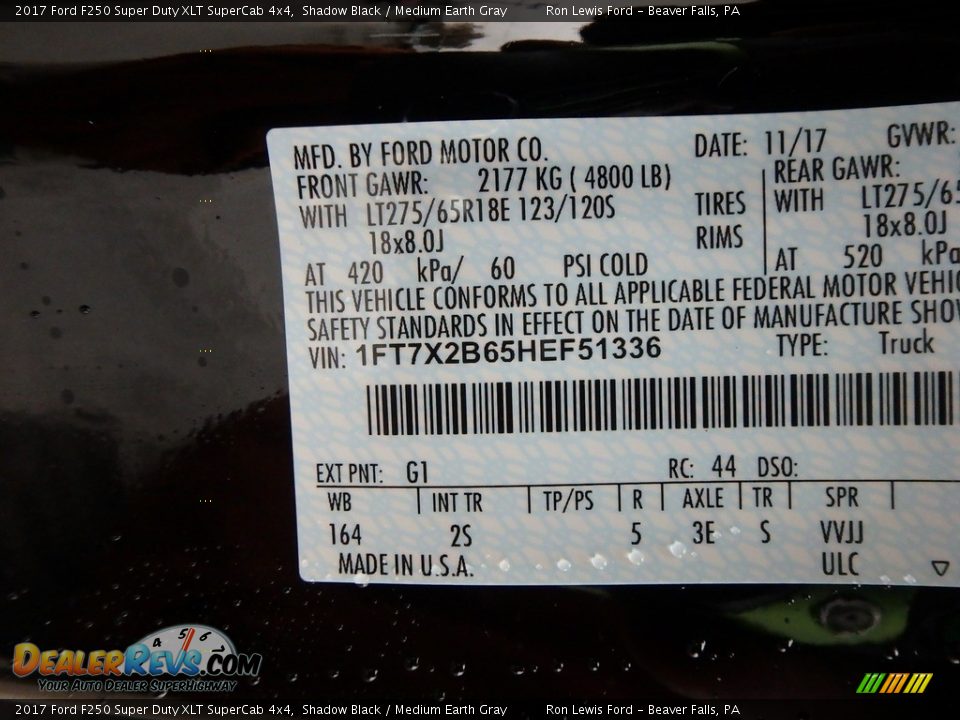 2017 Ford F250 Super Duty XLT SuperCab 4x4, Shadow Black / Medium Earth Gray Ron Lewis Ford - Beaver Falls, PA
MFD. BY FORD MOTOR CO. DATE: 11/17 GVWR:
FRONT GAWR: 2177 KG ( 4800 LB) REAR GAWR:
WITH LT275/65R18E 123/120S TIRES WITH LT275/65
18x8.0J RIMS 18x8.0J
AT 420 kPa/ 60 PSI COLD AT 520 kPa
THIS VEHICLE CONFORMS TO ALL APPLICABLE FEDERAL MOTOR VEHIC
SAFETY STANDARDS IN EFFECT ON THE DATE OF MANUFACTURE SHOW
VIN: 1FT7X2B65HEF51336 TYPE: Truck
EXT PNT: G1 RC: 44 DSO:
WB INT TR TP/PS R AXLE TR SPR
164 2S 5 3E S VVJJ
MADE IN U.S.A. ULC
4 5 6
DEALERREVS.COM
YOUR AUTO DEALER SUPERHIGHWAY
2017 Ford F250 Super Duty XLT SuperCab 4x4, Shadow Black / Medium Earth Gray Ron Lewis Ford - Beaver Falls, PA